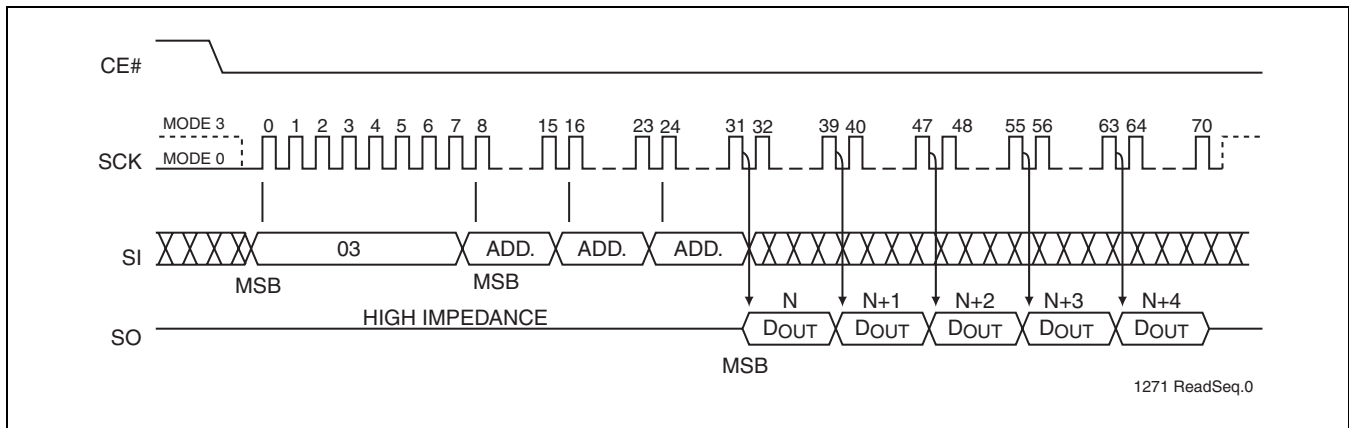 CE#
MODE 3
0 1 2 3 4 5 6 7 8 15 16 23 24 31 32 39 40 47 48 55 56 63 64 70
SCK
MODE 0
SI
03
ADD.
ADD.
ADD.
MSB
MSB
N N+1 N+2 N+3 N+4
HIGH IMPEDANCE
SO
DOUT DOUT DOUT DOUT DOUT
MSB
1271 ReadSeq.0